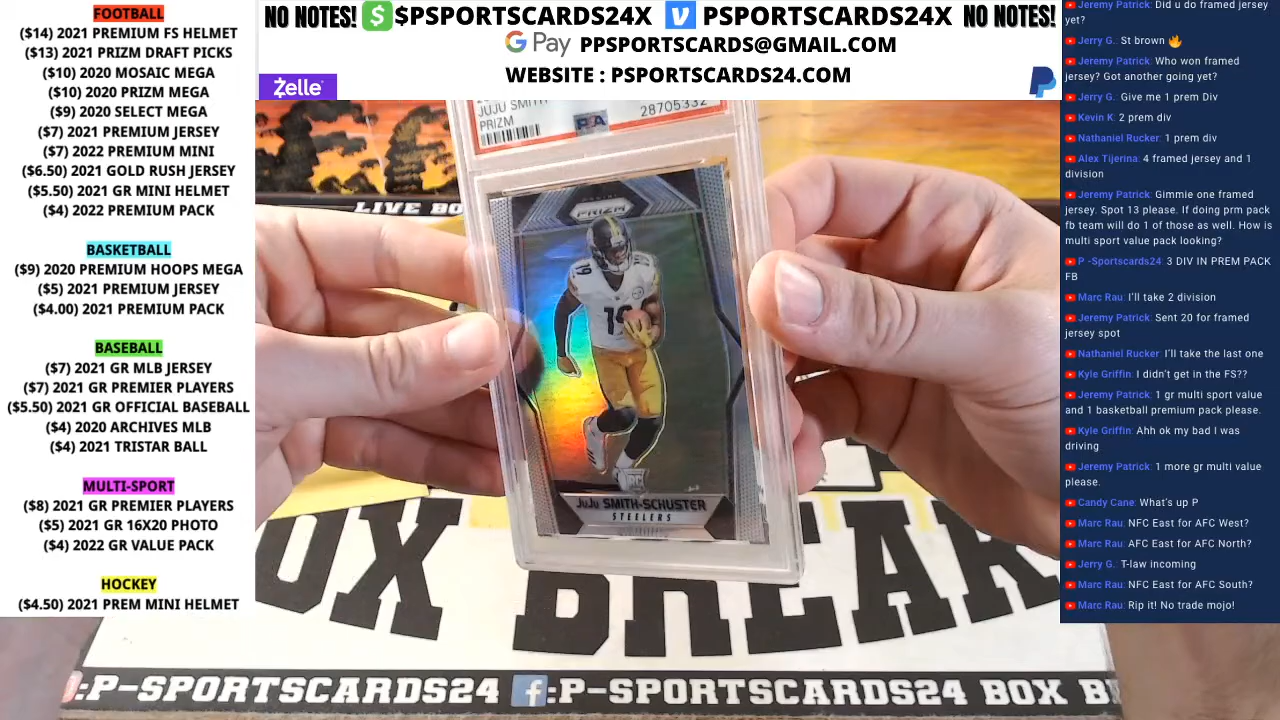 FOOTBALL
($14) 2021 PREMIUM FS HELMET
($13) 2021 PRIZM DRAFT PICKS
($10) 2020 MOSAIC MEGA
($10) 2020 PRIZM MEGA
($9) 2020 SELECT MEGA
($7) 2021 PREMIUM JERSEY
($7) 2022 PREMIUM MINI
($6.50) 2021 GOLD RUSH JERSEY
($5.50) 2021 GR MINI HELMET
($4) 2022 PREMIUM PACK
BASKETBALL
($9) 2020 PREMIUM HOOPS MEGA
($5) 2021 PREMIUM JERSEY
($4.00) 2021 PREMIUM PACK
BASEBALL
($7) 2021 GR MLB JERSEY
($7) 2021 GR PREMIER PLAYERS
($5.50) 2021 GR OFFICIAL BASEBALL
($4) 2020 ARCHIVES MLB
($4) 2021 TRISTAR BALL
MULTI-SPORT
($8) 2021 GR PREMIER PLAYERS
($5) 2021 GR 16X20 PHOTO
($4) 2022 GR VALUE PACK
HOCKEY
($4.50) 2021 PREM MINI HELMET
NO NOTES! $ $PSPORTSCARDS24X V PSPORTSCARDS24X NO NOTES!
G Pay PPSPORTSCARDS@GMAIL.COM
WEBSITE : PSPORTSCARDS24.COM
Zelle
JUJU SMITH
PRIZM
PSA
28705332
LIVE BO
PRIZM
19
19
RC
JuJu SMITH-SCHUSTER
STEELERS
BOX BREAK
:P-SPORTSCARDS24 f:P-SPORTSCARDS24 BOX B
Jeremy Patrick: Did u do framed jersey
yet?
Jerry G.: St brown 🔥
Jeremy Patrick: Who won framed
jersey? Got another going yet?
Jerry G.: Give me 1 prem Div
Kevin K: 2 prem div
Nathaniel Rucker: 1 prem div
Alex Tijerina: 4 framed jersey and 1
division
Jeremy Patrick: Gimmie one framed
jersey. Spot 13 please. If doing prm pack
fb team will do 1 of those as well. How is
multi sport value pack looking?
P -Sportscards24: 3 DIV IN PREM PACK
FB
Marc Rau: I'll take 2 division
Jeremy Patrick: Sent 20 for framed
jersey spot
Nathaniel Rucker: I'll take the last one
Kyle Griffin: I didn't get in the FS??
Jeremy Patrick: 1 gr multi sport value
and 1 basketball premium pack please.
Kyle Griffin: Ahh ok my bad I was
driving
Jeremy Patrick: 1 more gr multi value
please.
Candy Cane: What's up P
Marc Rau: NFC East for AFC West?
Marc Rau: AFC East for AFC North?
Jerry G.: T-law incoming
Marc Rau: NFC East for AFC South?
Marc Rau: Rip it! No trade mojo!